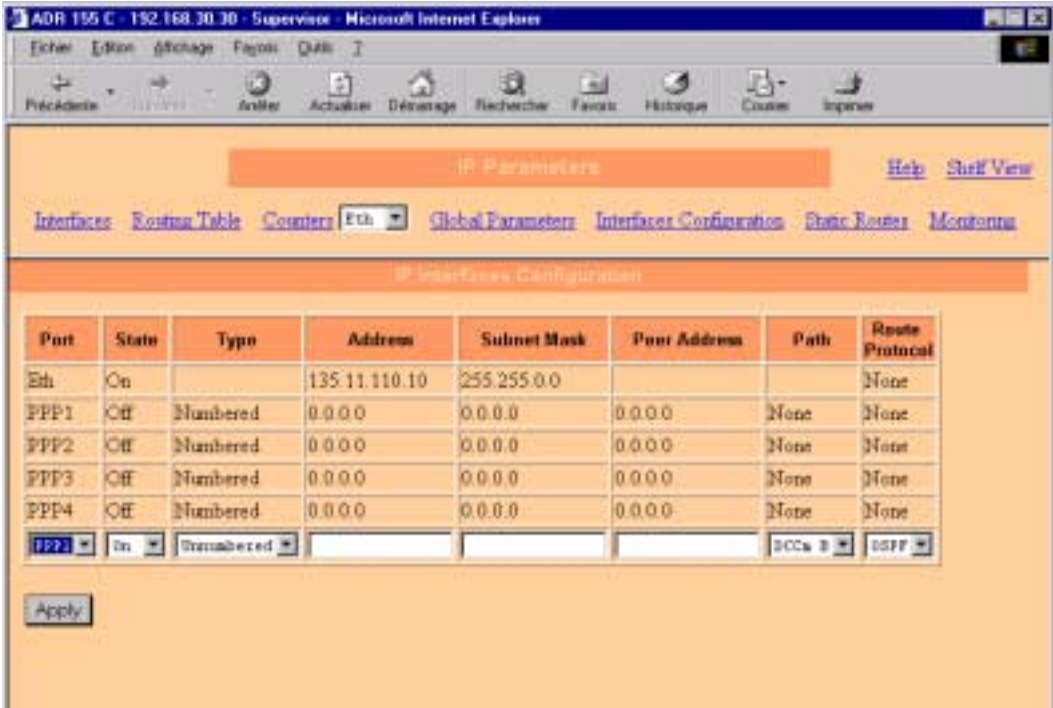 ADR 155 C - 192.168.30.30 - Supervisor - Microsoft Internet Explorer
Fichier Edition Affichage Favoris Outils ?
Précédente Arrêter Actualiser Démarrage Rechercher Favoris Historique Courrier Imprimer
IP Parameters
Help Shelf View
Interfaces Routing Table Counters Eth Global Parameters Interfaces Configuration Static Routes Monitoring
IP Interfaces Configuration
Port State Type Address Subnet Mask Peer Address Path Route Protocol
Eth On 135.11.110.10 255.255.0.0 None
PPP1 Off Numbered 0.0.0.0 0.0.0.0 0.0.0.0 None None
PPP2 Off Numbered 0.0.0.0 0.0.0.0 0.0.0.0 None None
PPP3 Off Numbered 0.0.0.0 0.0.0.0 0.0.0.0 None None
PPP4 Off Numbered 0.0.0.0 0.0.0.0 0.0.0.0 None None
PPP1 On Unnumbered DCCm B OSPF
Apply